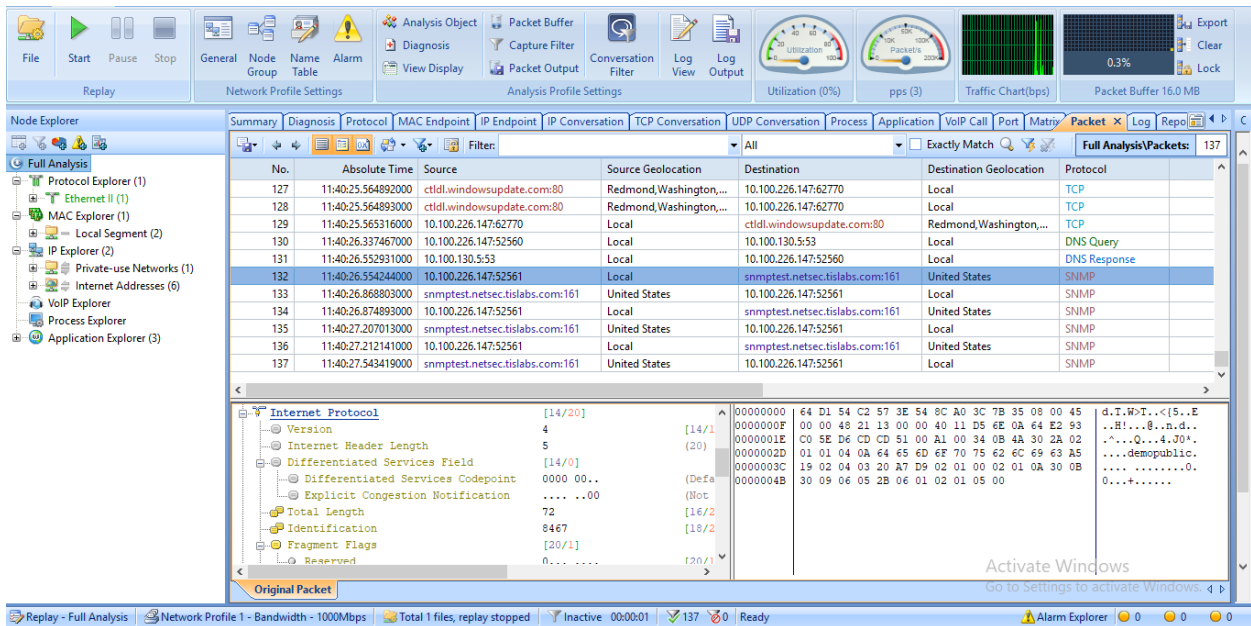 File
Start
Pause
Stop
Replay
General
Node Group
Name Table
Alarm
Network Profile Settings
Analysis Object
Diagnosis
View Display
Packet Buffer
Capture Filter
Packet Output
Conversation Filter
Log View
Log Output
Analysis Profile Settings
Utilization
Utilization (0%)
Packet/s
pps (3)
Traffic Chart(bps)
0.3%
Packet Buffer 16.0 MB
Export
Clear
Lock
Node Explorer
Full Analysis
Protocol Explorer (1)
Ethernet II (1)
MAC Explorer (1)
Local Segment (2)
IP Explorer (2)
Private-use Networks (1)
Internet Addresses (6)
VoIP Explorer
Process Explorer
Application Explorer (3)
Summary Diagnosis Protocol MAC Endpoint IP Endpoint IP Conversation TCP Conversation UDP Conversation Process Application VoIP Call Port Matrix Packet Log Repo C
Filter: All Exactly Match Full Analysis\Packets: 137
No. Absolute Time Source Source Geolocation Destination Destination Geolocation Protocol
127 11:40:25.564892000 ctldl.windowsupdate.com:80 Redmond,Washington,... 10.100.226.147:62770 Local TCP
128 11:40:25.564893000 ctldl.windowsupdate.com:80 Redmond,Washington,... 10.100.226.147:62770 Local TCP
129 11:40:25.565316000 10.100.226.147:62770 Local ctldl.windowsupdate.com:80 Redmond,Washington,... TCP
130 11:40:26.337467000 10.100.226.147:52560 Local 10.100.130.5:53 Local DNS Query
131 11:40:26.552931000 10.100.130.5:53 Local 10.100.226.147:52560 Local DNS Response
132 11:40:26.554244000 10.100.226.147:52561 Local snmptest.netsec.tislabs.com:161 United States SNMP
133 11:40:26.868803000 snmptest.netsec.tislabs.com:161 United States 10.100.226.147:52561 Local SNMP
134 11:40:26.874893000 10.100.226.147:52561 Local snmptest.netsec.tislabs.com:161 United States SNMP
135 11:40:27.207013000 snmptest.netsec.tislabs.com:161 United States 10.100.226.147:52561 Local SNMP
136 11:40:27.212141000 10.100.226.147:52561 Local snmptest.netsec.tislabs.com:161 United States SNMP
137 11:40:27.543419000 snmptest.netsec.tislabs.com:161 United States 10.100.226.147:52561 Local SNMP
Internet Protocol [14/20]
Version 4 [14/1
Internet Header Length 5 (20)
Differentiated Services Field [14/0]
Differentiated Services Codepoint 0000 00.. (Defa
Explicit Congestion Notification .... ..00 (Not
Total Length 72 [16/2
Identification 8467 [18/2
Fragment Flags [20/1]
Reserved 0... .... [20/1
00000000 64 D1 54 C2 57 3E 54 8C A0 3C 7B 35 08 00 45 d.T.W>T..<{5..E
0000000F 00 00 48 21 13 00 00 40 11 D5 6E 0A 64 E2 93 ..H!...@..n.d..
0000001E C0 5E D6 CD CD 51 00 A1 00 34 0B 4A 30 2A 02 .^...Q...4.J0*.
0000002D 01 01 04 0A 64 65 6D 6F 70 75 62 6C 69 63 A5 ....demopublic.
0000003C 19 02 04 03 20 A7 D9 02 01 00 02 01 0A 30 0B .... ........0.
0000004B 30 09 06 05 2B 06 01 02 01 05 00 0...+......
Activate Windows
Go to Settings to activate Windows.
Original Packet
Replay - Full Analysis Network Profile 1 - Bandwidth - 1000Mbps Total 1 files, replay stopped Inactive 00:00:01 137 0 Ready Alarm Explorer 0 0 0